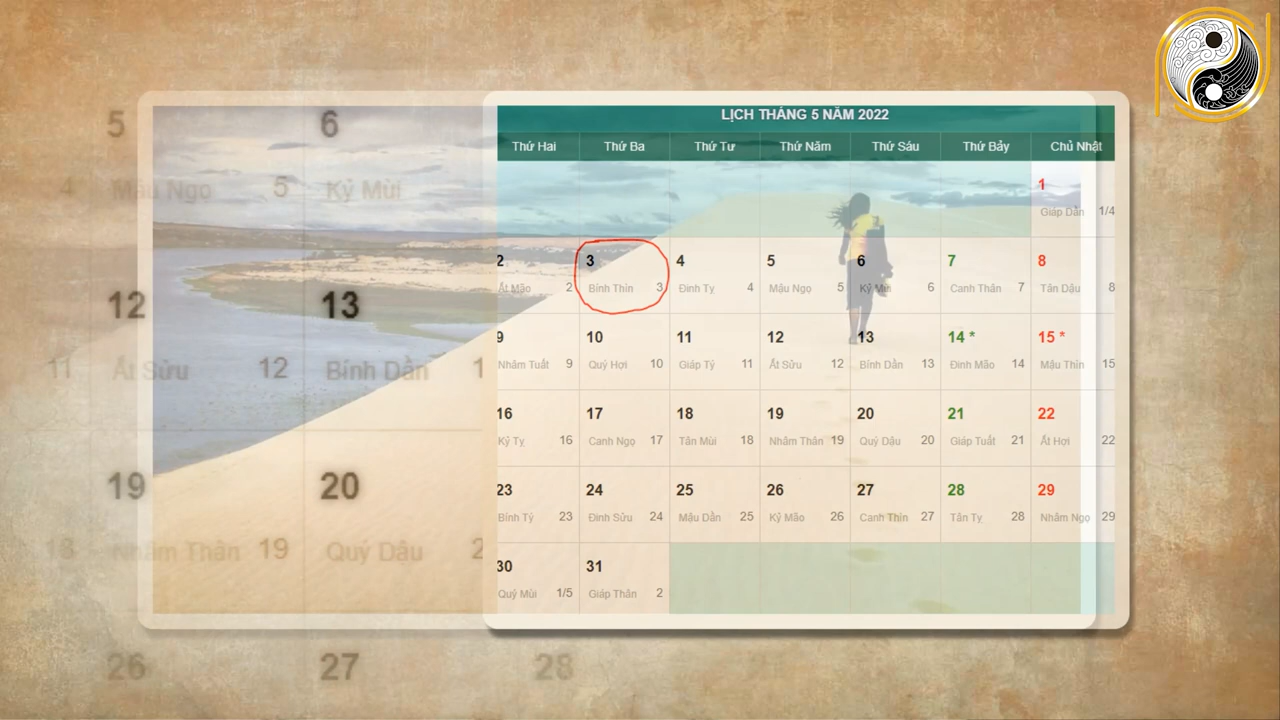 LỊCH THÁNG 5 NĂM 2022
Thứ Hai Thứ Ba Thứ Tư Thứ Năm Thứ Sáu Thứ Bảy Chủ Nhật
1
Giáp Dần 1/4
2 3 4 5 6 7 8
Ất Mão 2 Bính Thìn 3 Đinh Tỵ 4 Mậu Ngọ 5 Kỷ Mùi 6 Canh Thân 7 Tân Dậu 8
9 10 11 12 13 14 * 15 *
Nhâm Tuất 9 Quý Hợi 10 Giáp Tý 11 Ất Sửu 12 Bính Dần 13 Đinh Mão 14 Mậu Thìn 15
16 17 18 19 20 21 22
Kỷ Tỵ 16 Canh Ngọ 17 Tân Mùi 18 Nhâm Thân 19 Quý Dậu 20 Giáp Tuất 21 Ất Hợi 22
23 24 25 26 27 28 29
Bính Tý 23 Đinh Sửu 24 Mậu Dần 25 Kỷ Mão 26 Canh Thìn 27 Tân Tỵ 28 Nhâm Ngọ 29
30 31
Quý Mùi 1/5 Giáp Thân 2
5 6
4 Mậu Ngọ 5 Kỷ Mùi
12 13
11 Ất Sửu 12 Bính Dần 1
19 20
18 Nhâm Thân 19 Quý Dậu 2
26 27 28